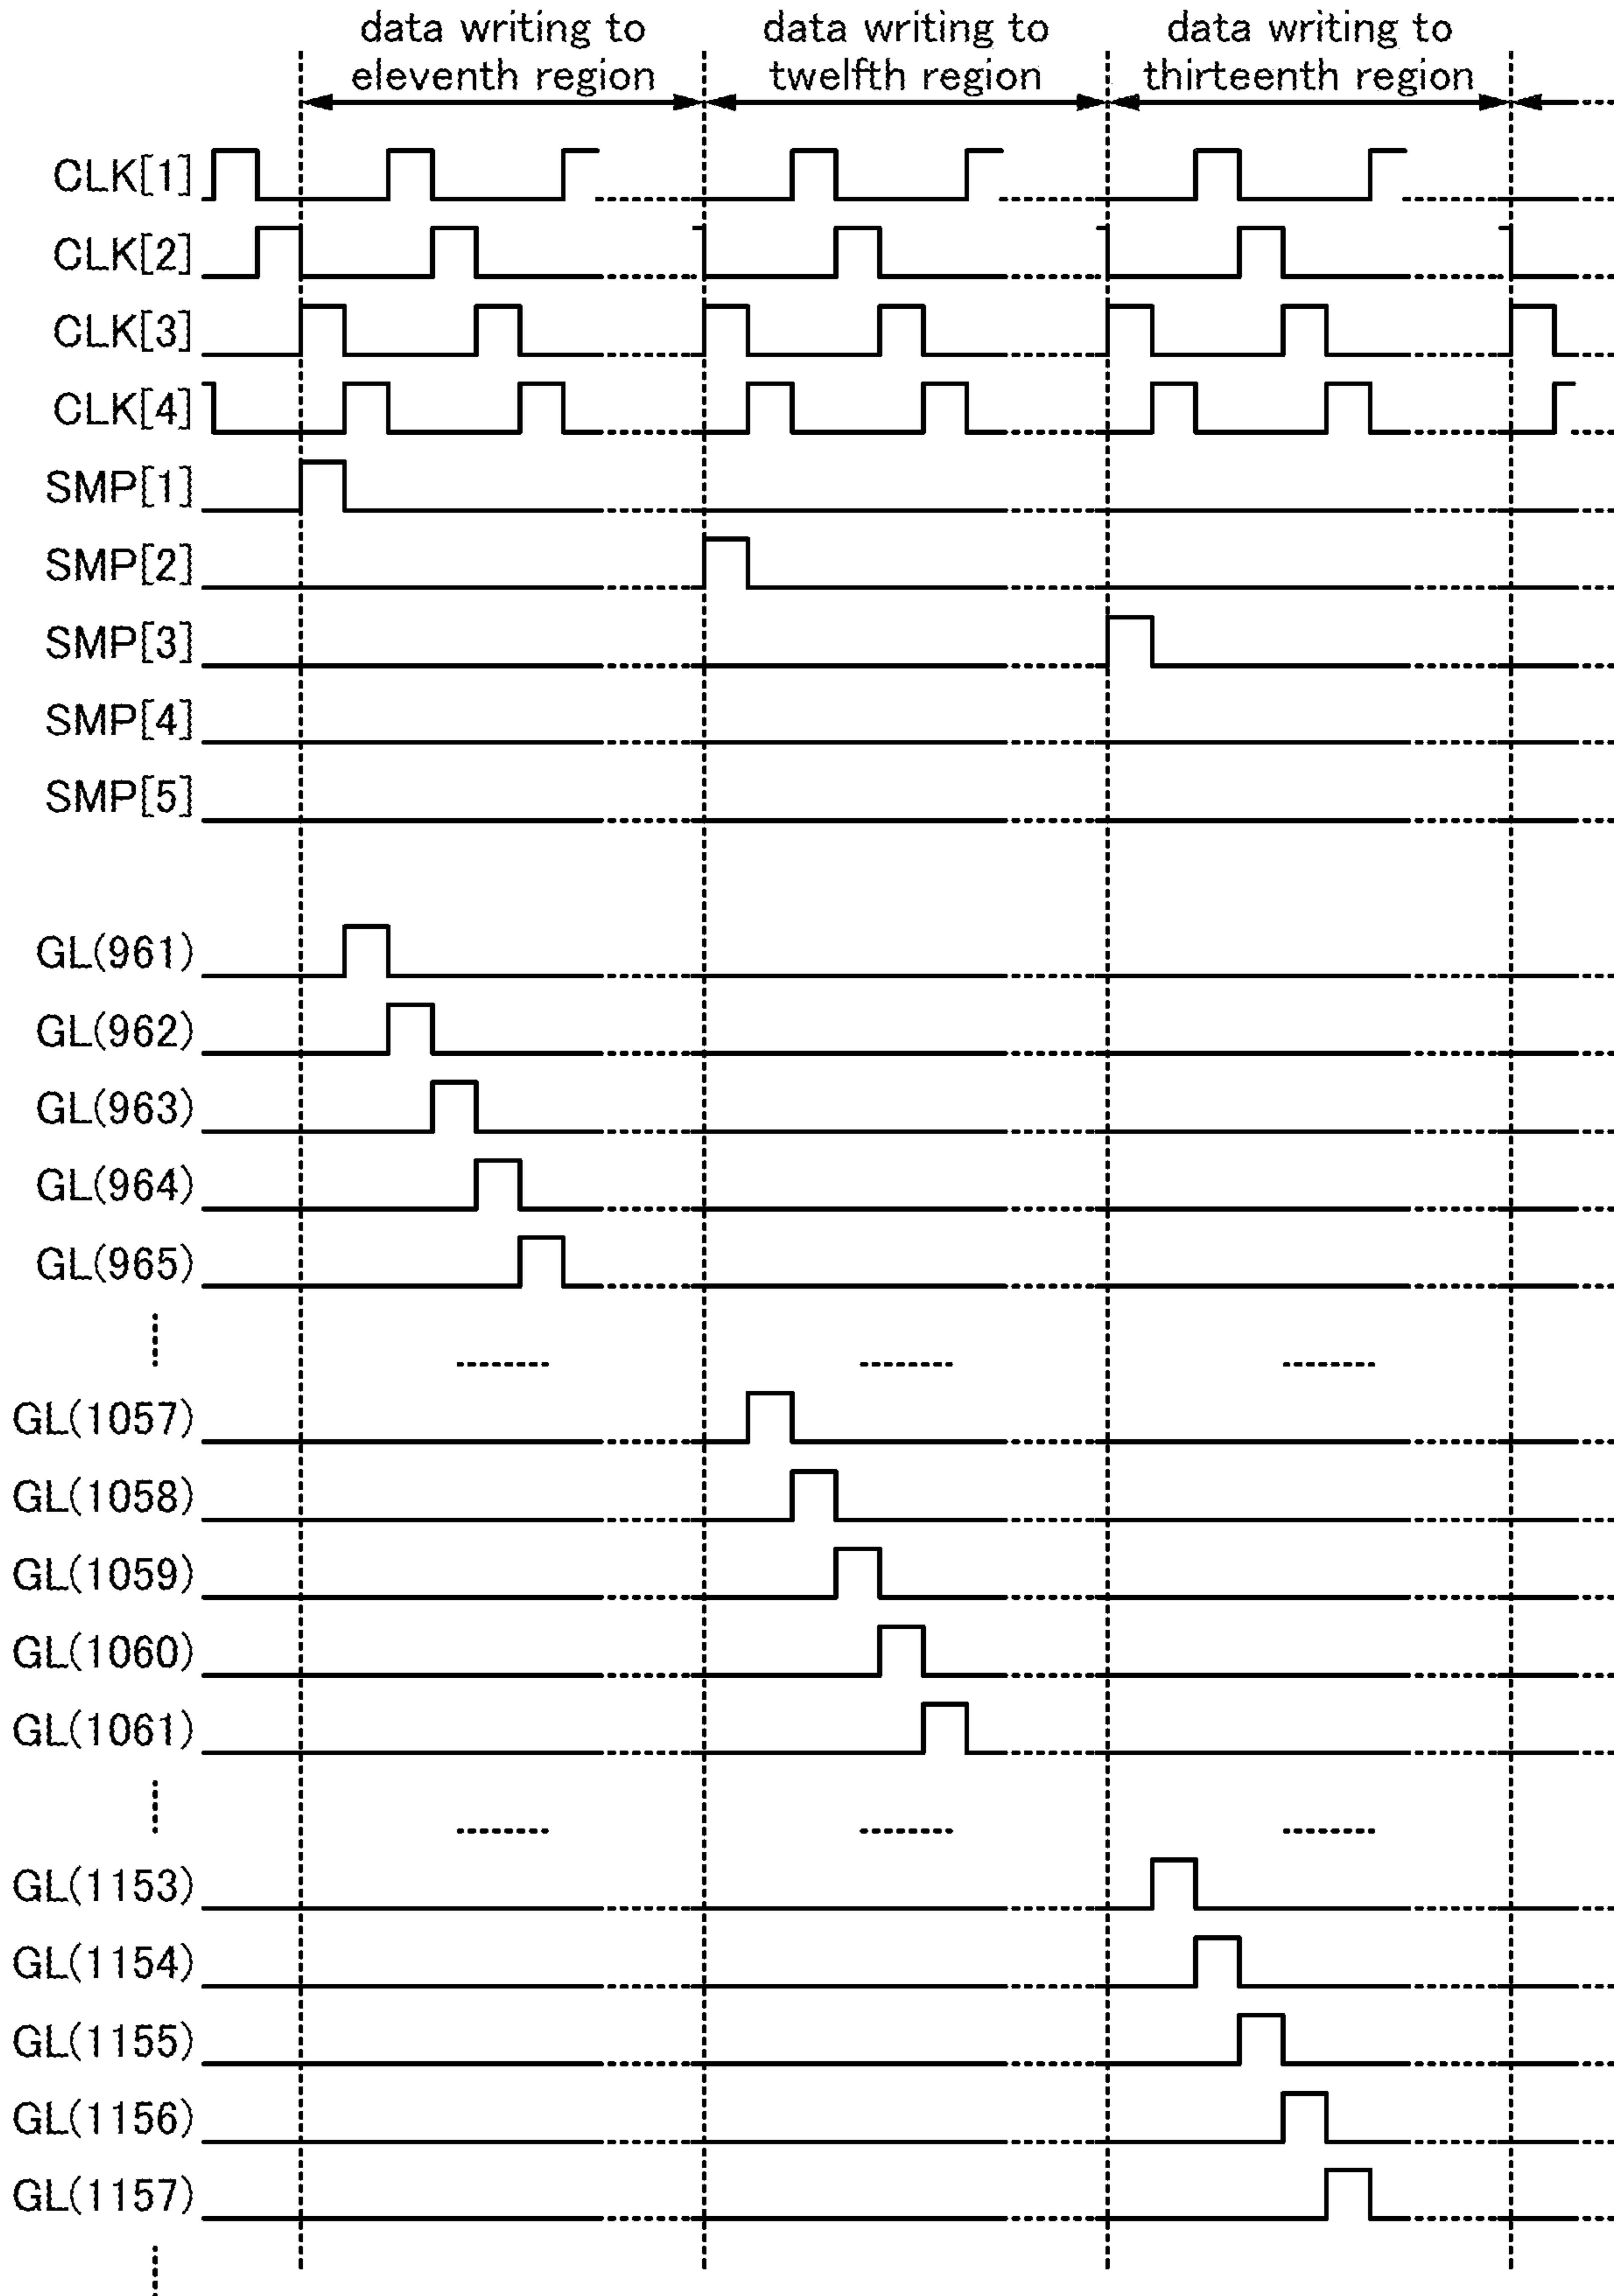 data writing to
eleventh region
data writing to
twelfth region
data writing to
thirteenth region
CLK[1]
CLK[2]
CLK[3]
CLK[4]
SMP[1]
SMP[2]
SMP[3]
SMP[4]
SMP[5]
GL(961)
GL(962)
GL(963)
GL(964)
GL(965)
GL(1057)
GL(1058)
GL(1059)
GL(1060)
GL(1061)
GL(1153)
GL(1154)
GL(1155)
GL(1156)
GL(1157)